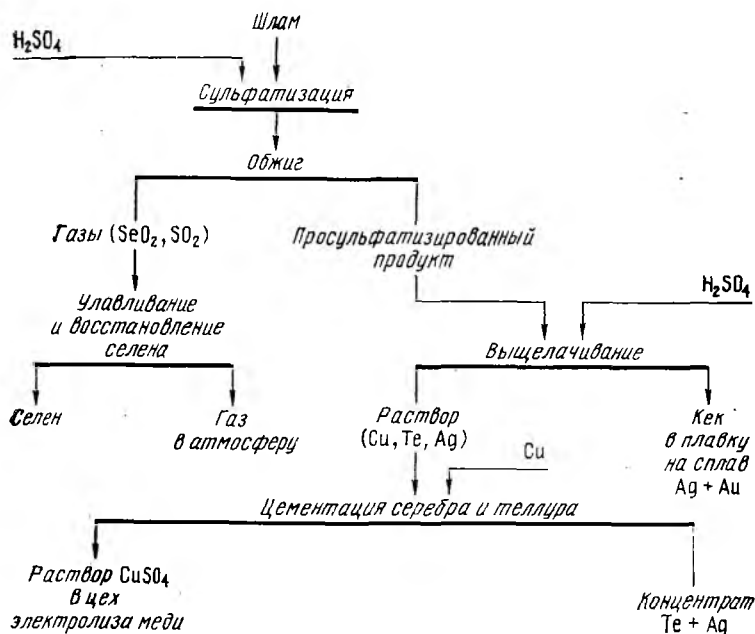 Шлам
H₂SO₄
Сульфатизация
Обжиг
Газы (SeO₂, SO₂)
Просульфатизированный
продукт
H₂SO₄
Улавливание
и восстановление
селена
Выщелачивание
Селен
Газ
в атмосферу
Раствор
(Cu, Te, Ag)
Кек
в плавку
на сплав
Ag + Au
Cu
Цементация серебра и теллура
Раствор CuSO₄
в цех
электролиза меди
Концентрат
Te + Ag